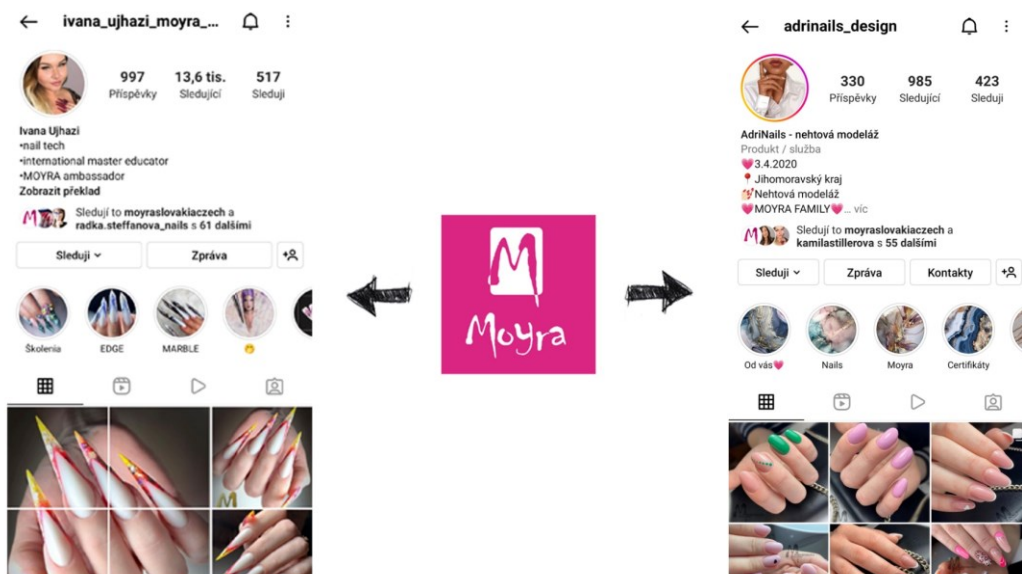 ivana_ujhazi_moyra_...
997
13,6 tis.
517
Příspěvky
Sledující
Sleduji
Ivana Ujhazi
•nail tech
•international master educator
•MOYRA ambassador
Zobrazit překlad
Sledují to moyraslovakiaczech a
radka.steffanova_nails s 61 dalšími
Sleduji
Zpráva
Školenia
EDGE
MARBLE
M
Moyra
adrinails_design
330
985
423
Příspěvky
Sledující
Sleduji
AdriNails - nehtová modeláž
Produkt / služba
3.4.2020
Jihomoravský kraj
Nehtová modeláž
MOYRA FAMILY... víc
Sledují to moyraslovakiaczech a
kamilastillerova s 55 dalšími
Sleduji
Zpráva
Kontakty
Od vás
Nails
Moyra
Certifikáty